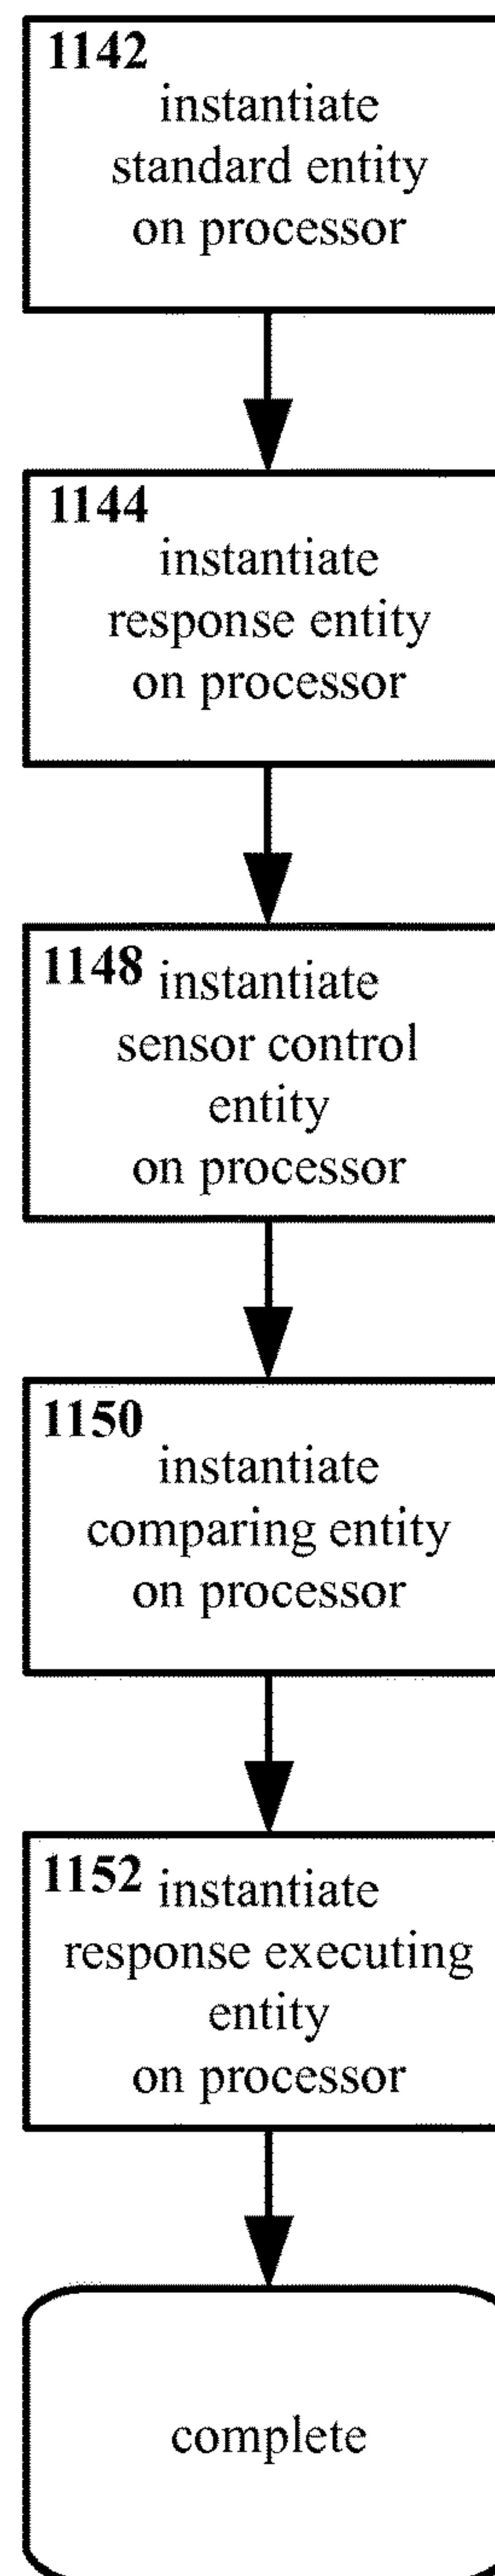 1142
instantiate
standard entity
on processor
1144
instantiate
response entity
on processor
1148 instantiate
sensor control
entity
on processor
1150
instantiate
comparing entity
on processor
1152 instantiate
response executing
entity
on processor
complete